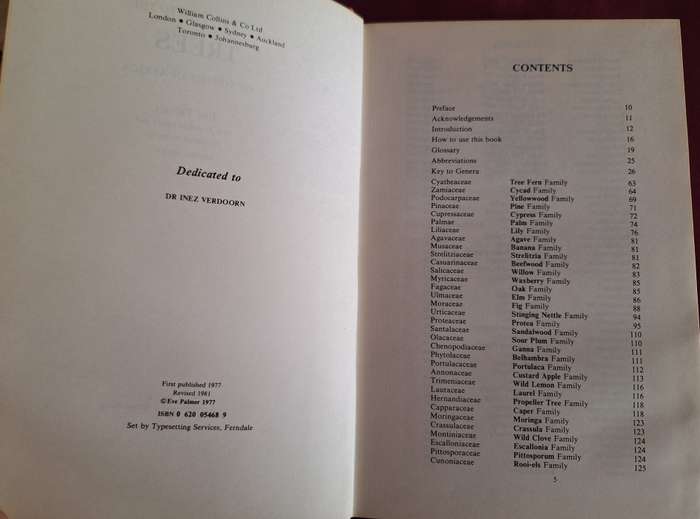 William Collins & Co Ltd
London • Glasgow • Sydney • Auckland
Toronto • Johannesburg
Dedicated to
DR INEZ VERDOORN
First published 1977
Revised 1981
©Eve Palmer 1977
ISBN 0 620 05468 9
Set by Typesetting Services, Ferndale
CONTENTS
Preface 10
Acknowledgements 11
Introduction 12
How to use this book 16
Glossary 19
Abbreviations 25
Key to Genera 26
Cyatheaceae Tree Fern Family 63
Zamiaceae Cycad Family 64
Podocarpaceae Yellowwood Family 69
Pinaceae Pine Family 71
Cupressaceae Cypress Family 72
Palmae Palm Family 74
Liliaceae Lily Family 76
Agavaceae Agave Family 81
Musaceae Banana Family 81
Strelitziaceae Strelitzia Family 81
Casuarinaceae Beefwood Family 82
Salicaceae Willow Family 83
Myricaceae Waxberry Family 85
Fagaceae Oak Family 85
Ulmaceae Elm Family 86
Moraceae Fig Family 88
Urticaceae Stinging Nettle Family 94
Proteaceae Protea Family 95
Santalaceae Sandalwood Family 110
Olacaceae Sour Plum Family 110
Chenopodiaceae Ganna Family 111
Phytolaceae Belhambra Family 111
Portulacaceae Portulaca Family 112
Annonaceae Custard Apple Family 113
Trimeniaceae Wild Lemon Family 116
Lauraceae Laurel Family 116
Hernandiaceae Propeller Tree Family 118
Capparaceae Caper Family 118
Moringaceae Moringa Family 123
Crassulaceae Crassula Family 123
Montiniaceae Wild Clove Family 124
Escalloniaceae Escallonia Family 124
Pittosporaceae Pittosporum Family 124
Cunoniaceae Rooi-els Family 125
5